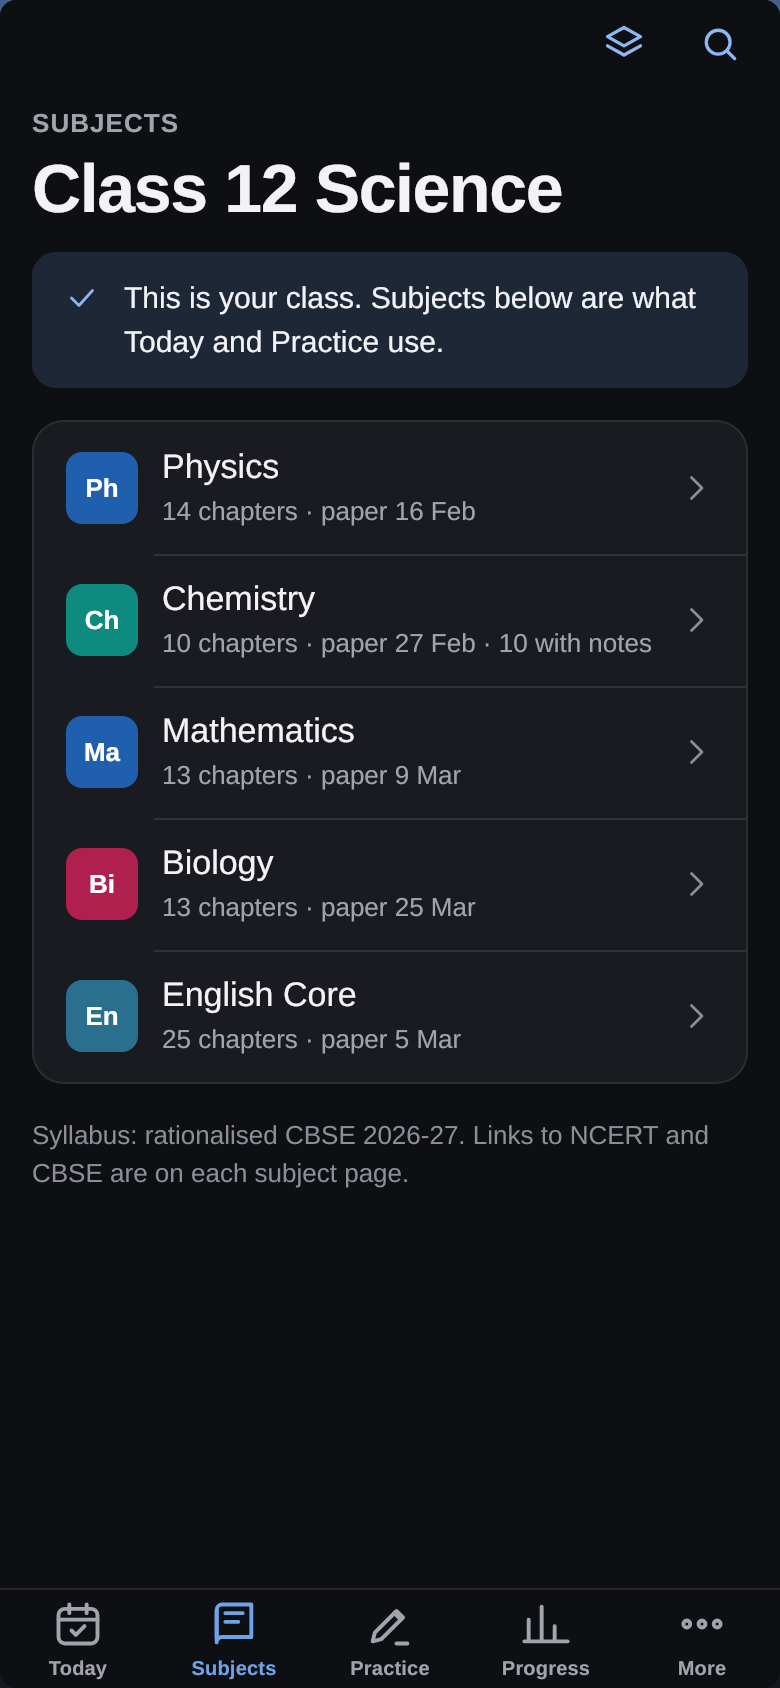 SUBJECTS
Class 12 Science
This is your class. Subjects below are what
Today and Practice use.
Ph
Physics
14 chapters · paper 16 Feb
Ch
Chemistry
10 chapters · paper 27 Feb · 10 with notes
Ma
Mathematics
13 chapters · paper 9 Mar
Bi
Biology
13 chapters · paper 25 Mar
En
English Core
25 chapters · paper 5 Mar
Syllabus: rationalised CBSE 2026-27. Links to NCERT and
CBSE are on each subject page.
Today
Subjects
Practice
Progress
More